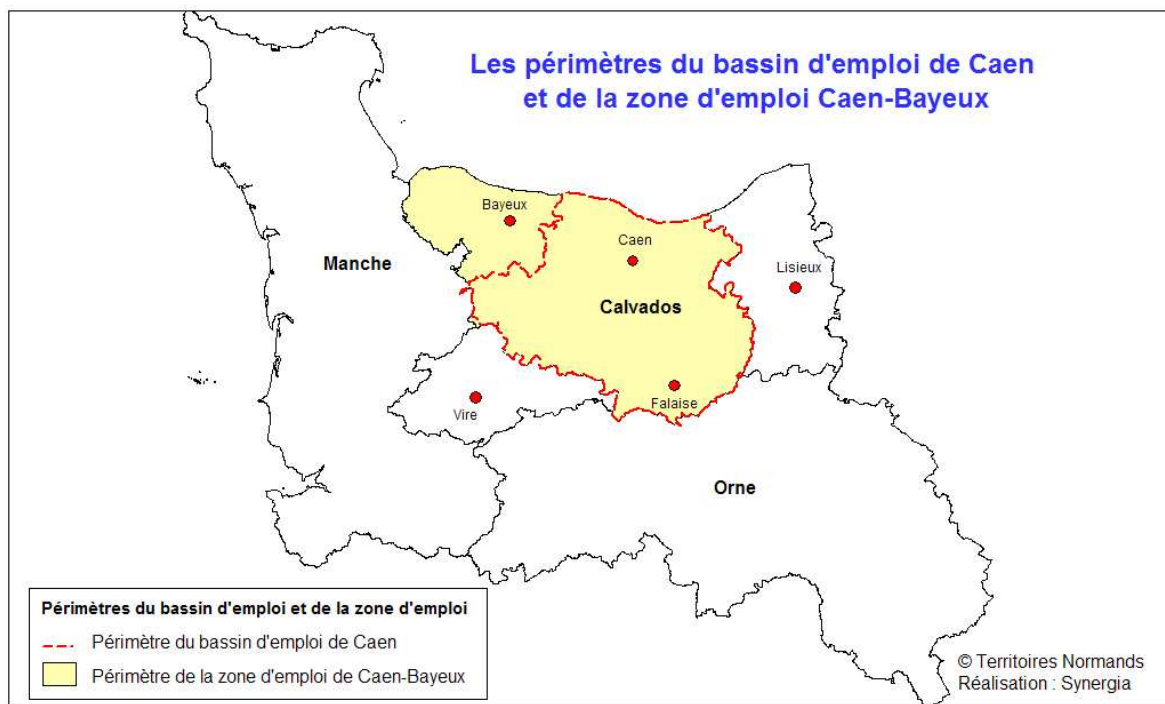 Les périmètres du bassin d'emploi de Caen
et de la zone d'emploi Caen-Bayeux
Bayeux
Caen
Manche
Lisieux
Calvados
Vire
Falaise
Orne
Périmètres du bassin d'emploi et de la zone d'emploi
Périmètre du bassin d'emploi de Caen
Périmètre de la zone d'emploi de Caen-Bayeux
© Territoires Normands
Réalisation : Synergia